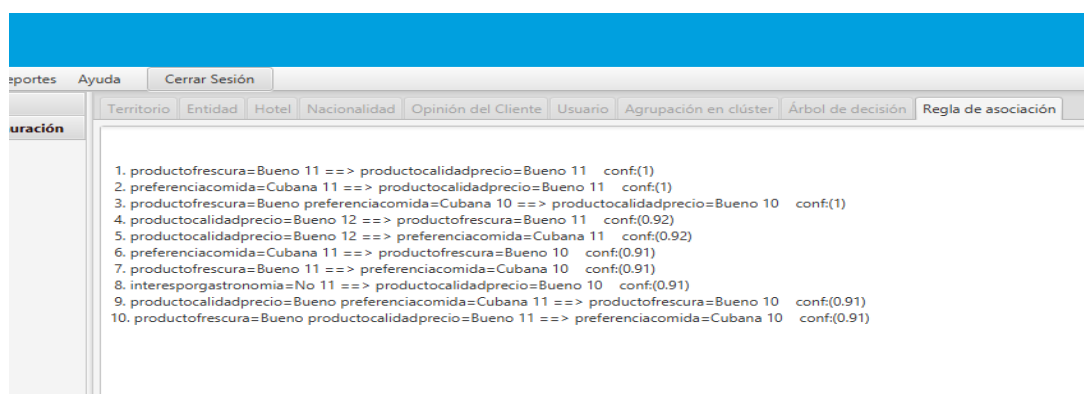 eportes Ayuda Cerrar Sesión
Territorio Entidad Hotel Nacionalidad Opinión del Cliente Usuario Agrupación en clúster Árbol de decisión Regla de asociación
uración
1. productofrescura=Bueno 11 ==> productocalidadprecio=Bueno 11 conf:(1)
2. preferenciacomida=Cubana 11 ==> productocalidadprecio=Bueno 11 conf:(1)
3. productofrescura=Bueno preferenciacomida=Cubana 10 ==> productocalidadprecio=Bueno 10 conf:(1)
4. productocalidadprecio=Bueno 12 ==> productofrescura=Bueno 11 conf:(0.92)
5. productocalidadprecio=Bueno 12 ==> preferenciacomida=Cubana 11 conf:(0.92)
6. preferenciacomida=Cubana 11 ==> productofrescura=Bueno 10 conf:(0.91)
7. productofrescura=Bueno 11 ==> preferenciacomida=Cubana 10 conf:(0.91)
8. interesporgastronomia=No 11 ==> productocalidadprecio=Bueno 10 conf:(0.91)
9. productocalidadprecio=Bueno preferenciacomida=Cubana 11 ==> productofrescura=Bueno 10 conf:(0.91)
10. productofrescura=Bueno productocalidadprecio=Bueno 11 ==> preferenciacomida=Cubana 10 conf:(0.91)